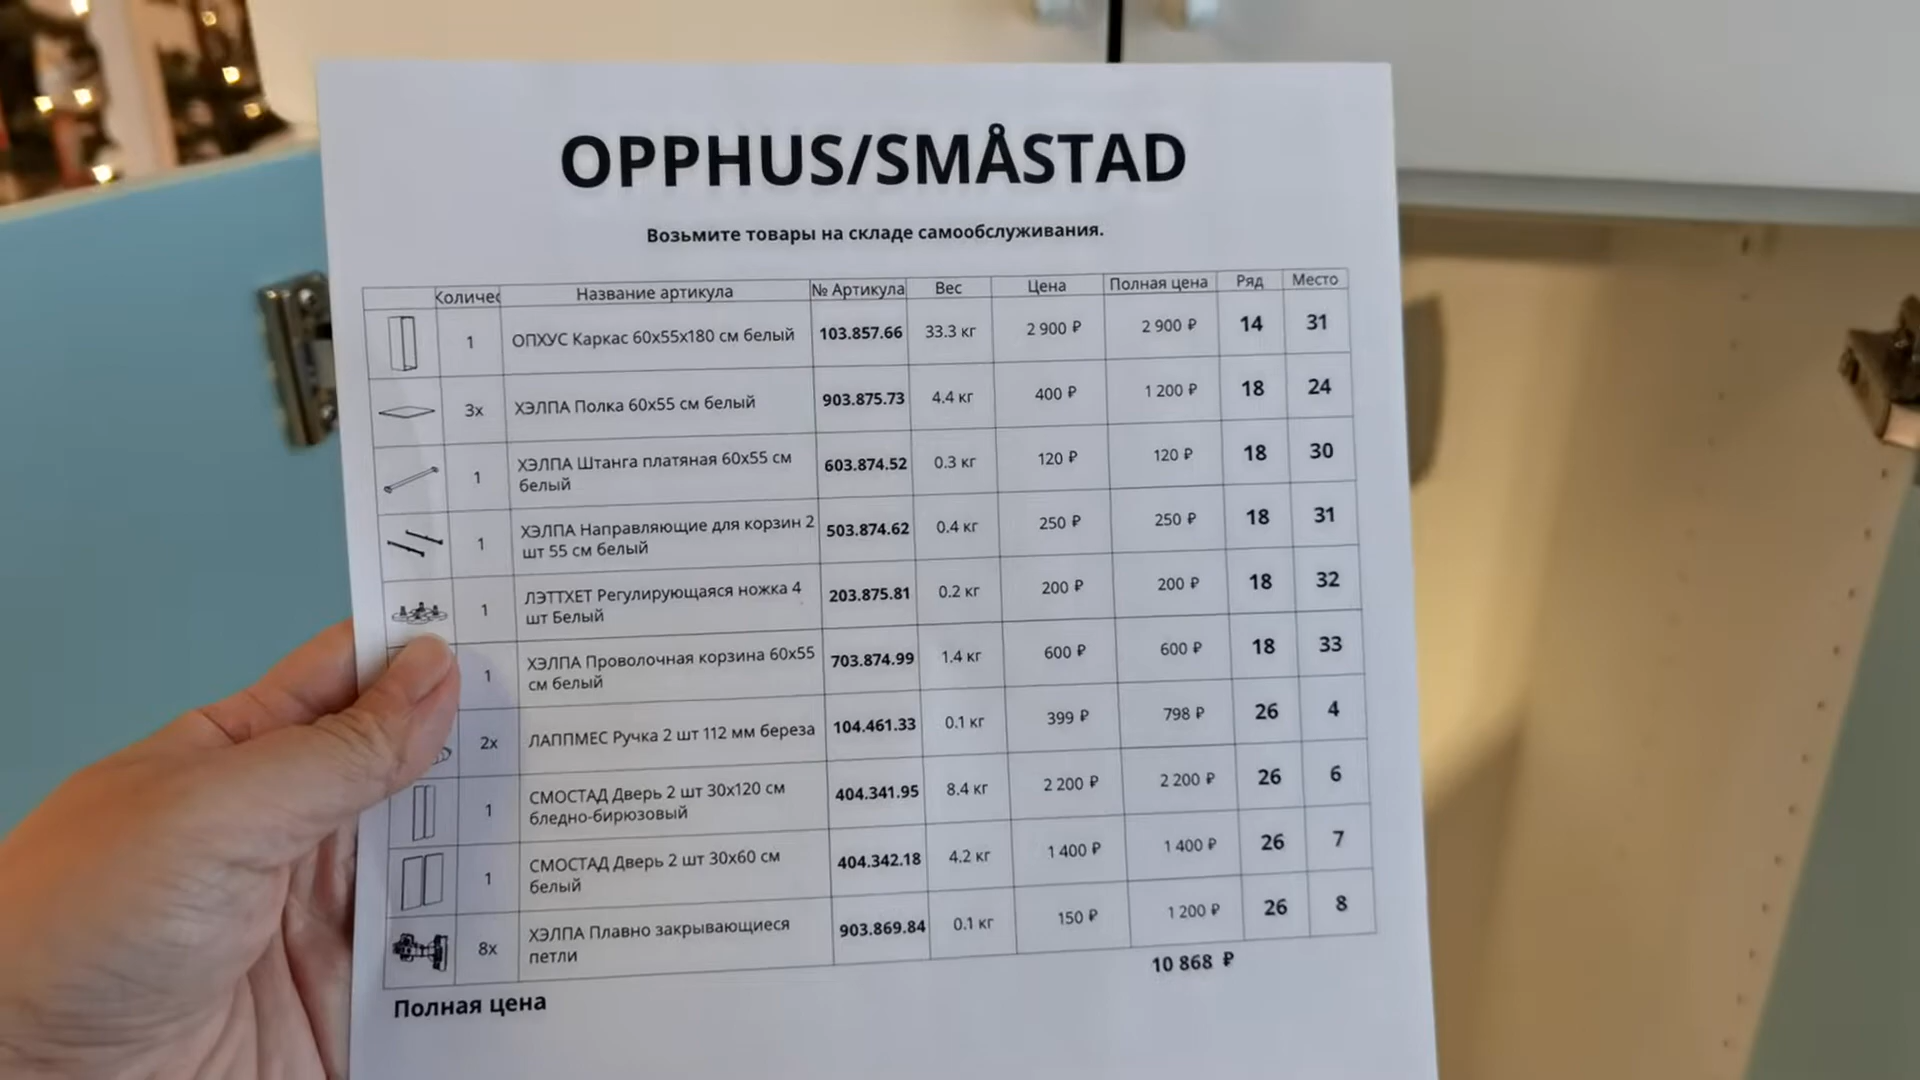 OPPHUS/SMÅSTAD
Возьмите товары на складе самообслуживания.
Количес Название артикула № Артикула Вес Цена Полная цена Ряд Место
1 ОПХУС Каркас 60х55х180 см белый 103.857.66 33.3 кг 2 900 ₽ 2 900 ₽ 14 31
3x ХЭЛПА Полка 60х55 см белый 903.875.73 4.4 кг 400 ₽ 1 200 ₽ 18 24
1 ХЭЛПА Штанга платяная 60х55 см 603.874.52 0.3 кг 120 ₽ 120 ₽ 18 30
белый
1 ХЭЛПА Направляющие для корзин 2 503.874.62 0.4 кг 250 ₽ 250 ₽ 18 31
шт 55 см белый
1 ЛЭТТХЕТ Регулирующаяся ножка 4 203.875.81 0.2 кг 200 ₽ 200 ₽ 18 32
шт Белый
1 ХЭЛПА Проволочная корзина 60х55 703.874.99 1.4 кг 600 ₽ 600 ₽ 18 33
см белый
2x ЛАППМЕС Ручка 2 шт 112 мм береза 104.461.33 0.1 кг 399 ₽ 798 ₽ 26 4
1 СМОСТАД Дверь 2 шт 30х120 см 404.341.95 8.4 кг 2 200 ₽ 2 200 ₽ 26 6
бледно-бирюзовый
1 СМОСТАД Дверь 2 шт 30х60 см 404.342.18 4.2 кг 1 400 ₽ 1 400 ₽ 26 7
белый
8x ХЭЛПА Плавно закрывающиеся 903.869.84 0.1 кг 150 ₽ 1 200 ₽ 26 8
петли
10 868 ₽
Полная цена